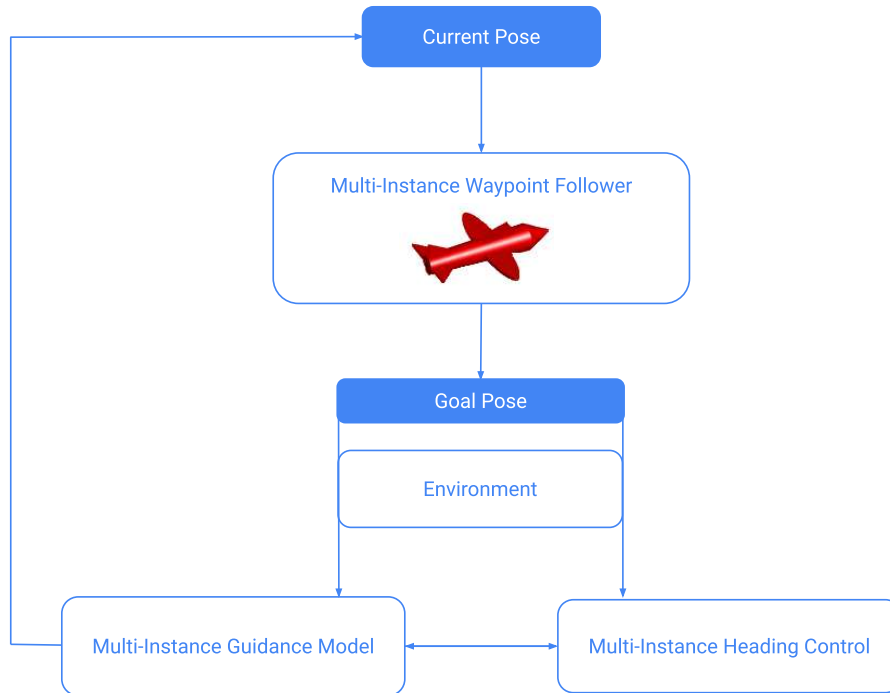 Current Pose
Multi-Instance Waypoint Follower
Goal Pose
Environment
Multi-Instance Guidance Model
Multi-Instance Heading Control